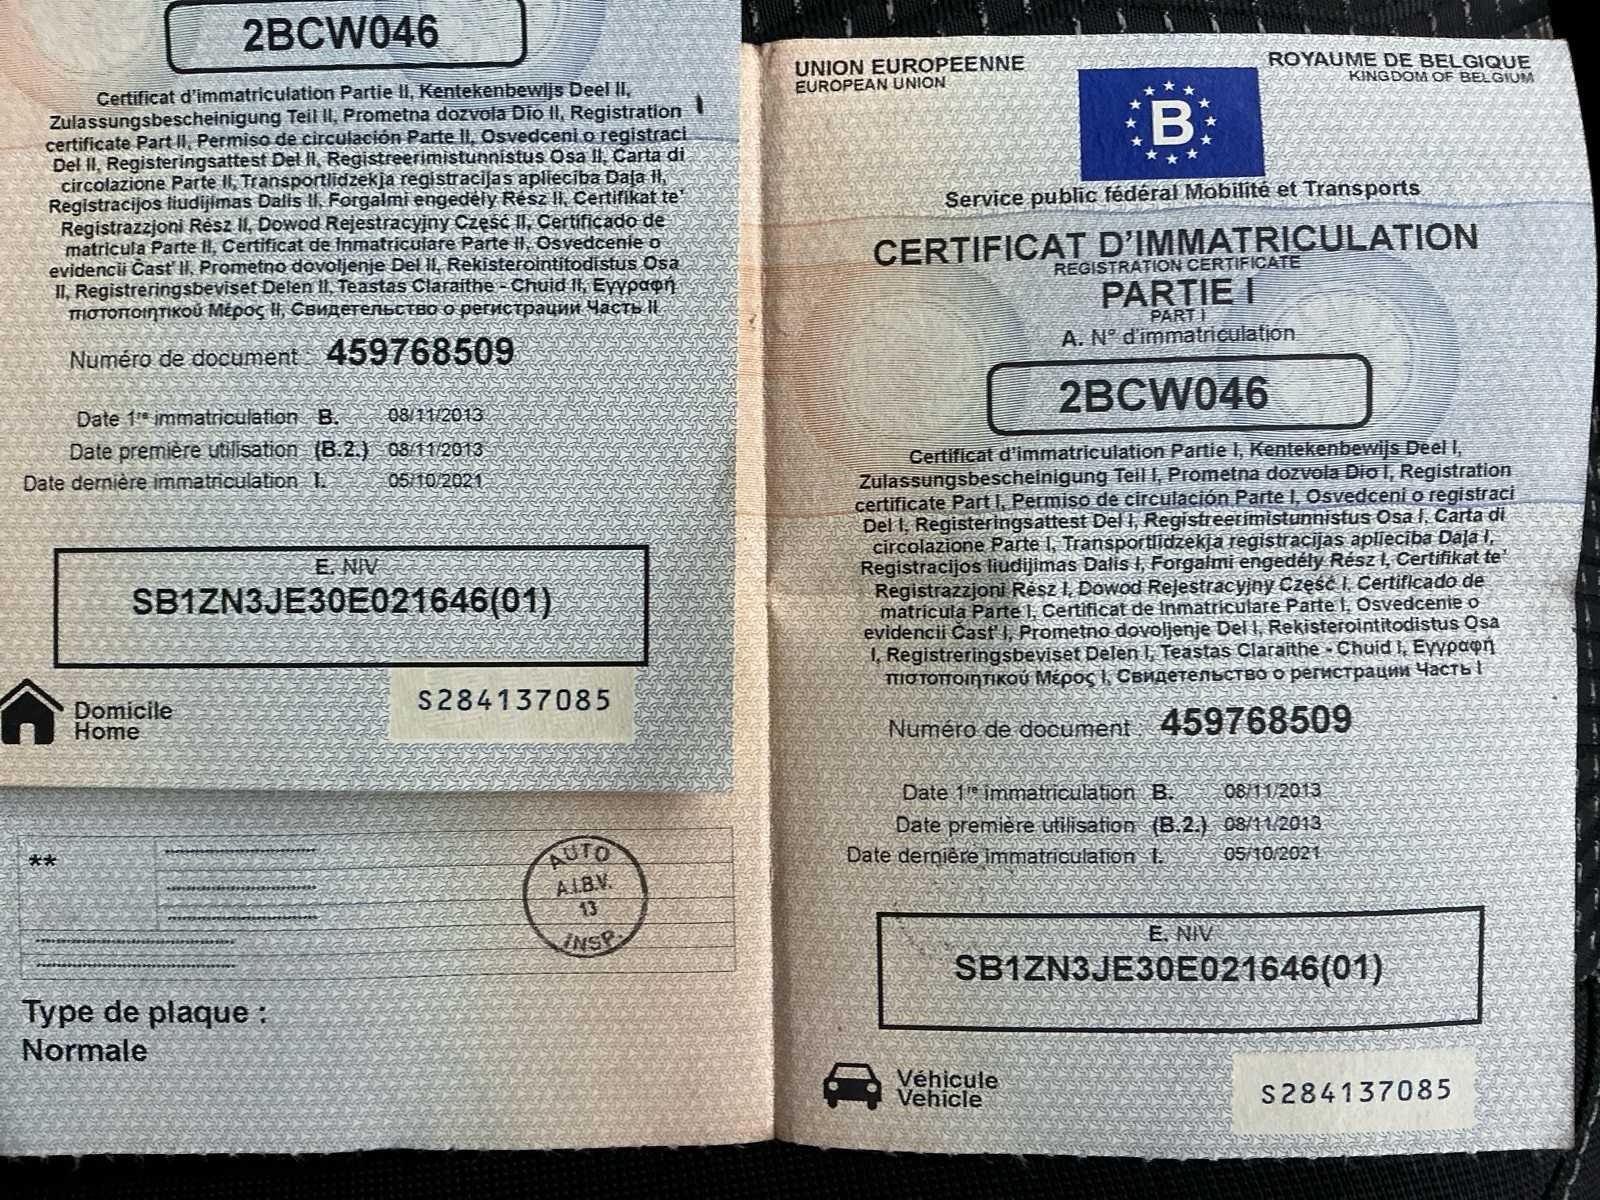 2BCW046
Certificat d'immatriculation Partie II, Kentekenbewijs Deel II,
Zulassungsbescheinigung Teil II, Prometna dozvola Dio II, Registration
certificate Part II, Permiso de circulación Parte II, Osvedceni o registraci
Del II, Registeringsattest Del II, Registreerimistunnistus Osa II, Carta di
circolazione Parte II, Transportlidzekja registracijas aplieciba Daļa II,
Registracijos liudijimas Dalis II, Forgalmi engedély Rész II, Certifikat te'
Registrazzjoni Rész II, Dowod Rejestracyjny Część II, Certificado de
matricula Parte II, Certificat de Inmatriculare Parte II, Osvedcenie o
evidencii Časť II, Prometno dovoljenje Del II, Rekisterointitodistus Osa
II, Registreringsbeviset Delen II, Teastas Claraithe - Chuid II, Εγγραφή
πιστοποιητικού Μέρος II, Свидетельство о регистрации Часть II
Numéro de document : 459768509
Date 1re immatriculation B. 08/11/2013
Date première utilisation (B.2.) 08/11/2013
Date dernière immatriculation I. 05/10/2021
E. NIV
SB1ZN3JE30E021646(01)
Domicile
Home
S284137085
**
AUTO
A.I.B.V.
13
INSP.
Type de plaque :
Normale
UNION EUROPEENNE
EUROPEAN UNION
ROYAUME DE BELGIQUE
KINGDOM OF BELGIUM
B
Service public fédéral Mobilité et Transports
CERTIFICAT D'IMMATRICULATION
REGISTRATION CERTIFICATE
PARTIE I
PART I
A. N° d'immatriculation
2BCW046
Certificat d'immatriculation Partie I, Kentekenbewijs Deel I,
Zulassungsbescheinigung Teil I, Prometna dozvola Dio I, Registration
certificate Part I, Permiso de circulación Parte I, Osvedceni o registraci
Del I, Registeringsattest Del I, Registreerimistunnistus Osa I, Carta di
circolazione Parte I, Transportlidzekja registracijas aplieciba Daļa I,
Registracijos liudijimas Dalis I, Forgalmi engedély Rész I, Certifikat te'
Registrazzjoni Rész I, Dowod Rejestracyjny Część I, Certificado de
matricula Parte I, Certificat de Inmatriculare Parte I, Osvedcenie o
evidencii Časť I, Prometno dovoljenje Del I, Rekisterointitodistus Osa
I, Registreringsbeviset Delen I, Teastas Claraithe - Chuid I, Εγγραφή
πιστοποιητικού Μέρος I, Свидетельство о регистрации Часть I
Numéro de document : 459768509
Date 1re immatriculation B. 08/11/2013
Date première utilisation (B.2.) 08/11/2013
Date dernière immatriculation I. 05/10/2021
E. NIV
SB1ZN3JE30E021646(01)
Véhicule
Vehicle
S284137085